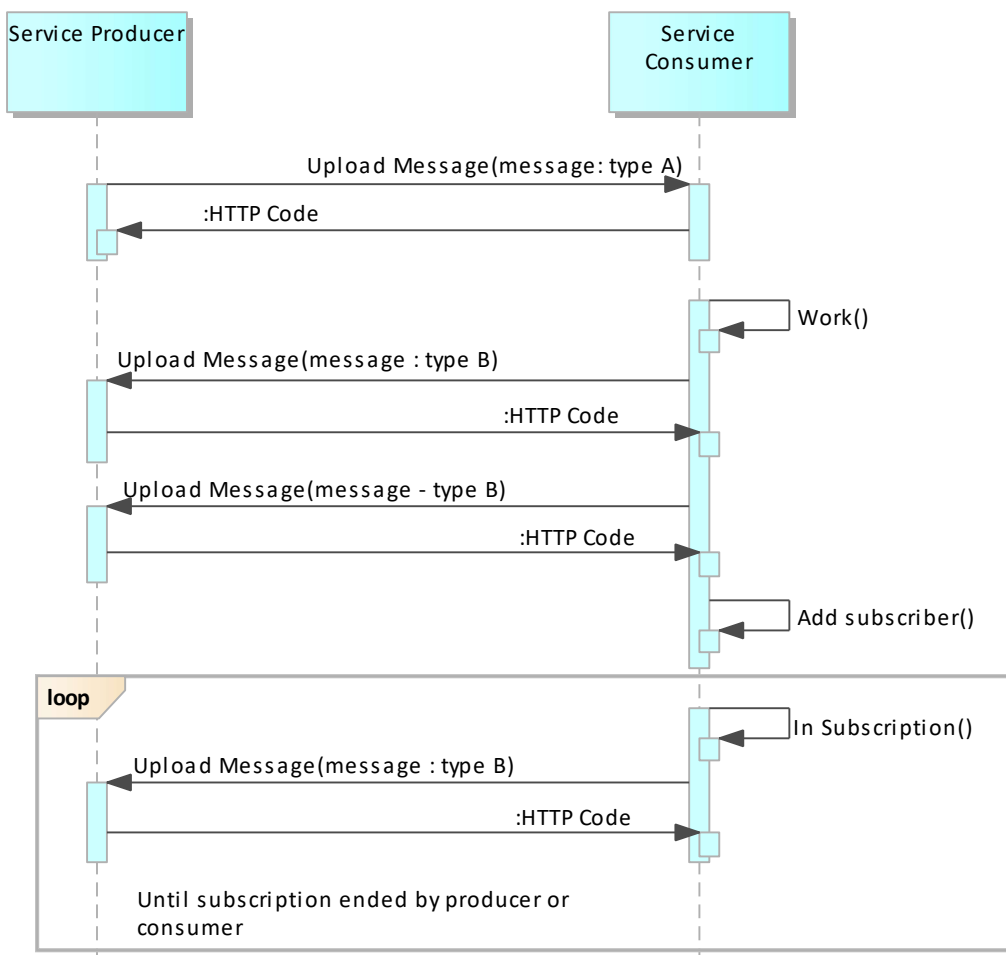 Service Producer
Service
Consumer
Upload Message(message: type A)
:HTTP Code
Work()
Upload Message(message : type B)
:HTTP Code
Upload Message(message - type B)
:HTTP Code
Add subscriber()
loop
In Subscription()
Upload Message(message : type B)
:HTTP Code
Until subscription ended by producer or
consumer